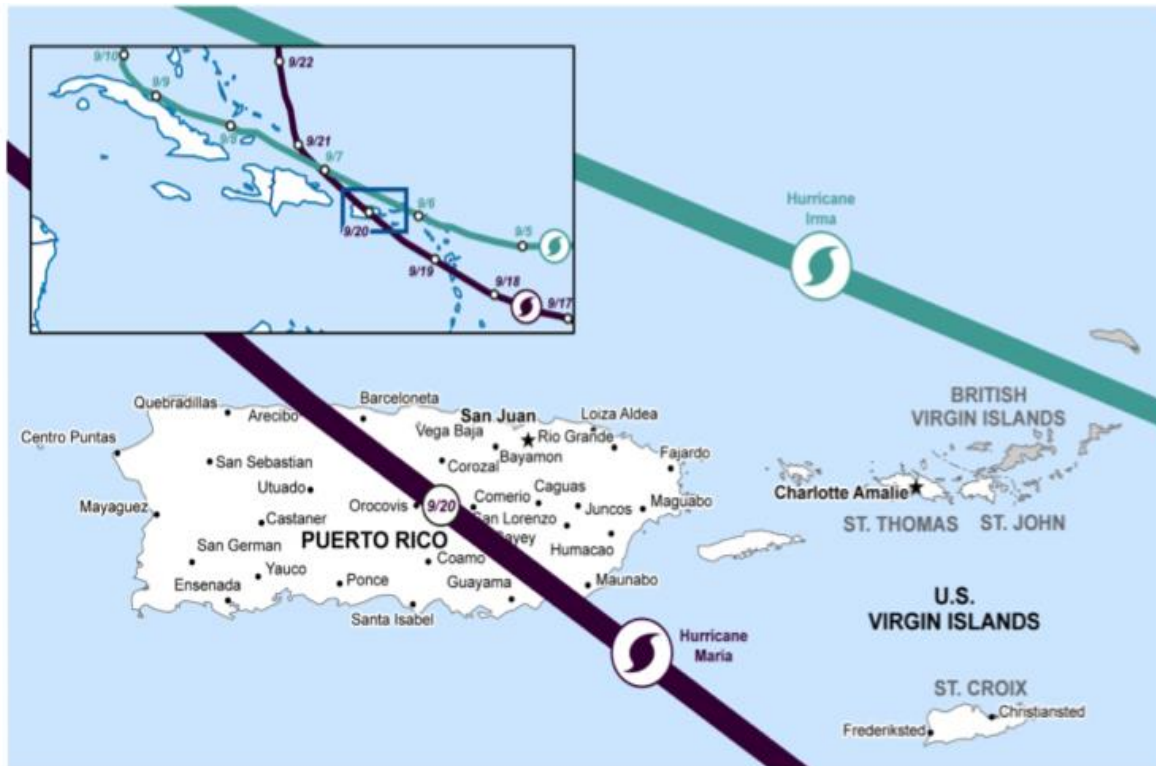 9/10
9/9
9/8
9/22
9/21
9/7
9/20
9/6
9/5
9/19
9/18
9/17
Hurricane
Irma
BRITISH
VIRGIN ISLANDS
Quebradillas
Arecibo
Barceloneta
San Juan
Loiza Aldea
Vega Baja
Rio Grande
Centro Puntas
San Sebastian
Corozal
Bayamon
Fajardo
Utuado
Orocovis
9/20
Comerio
Caguas
Juncos
Maguabo
Charlotte Amalie
Mayaguez
Castaner
San Lorenzo
ST. THOMAS
ST. JOHN
PUERTO RICO
San German
Coamo
Humacao
Yauco
Ensenada
Ponce
Guayama
Maunabo
Santa Isabel
U.S.
VIRGIN ISLANDS
Hurricane
Maria
ST. CROIX
Christiansted
Frederiksted